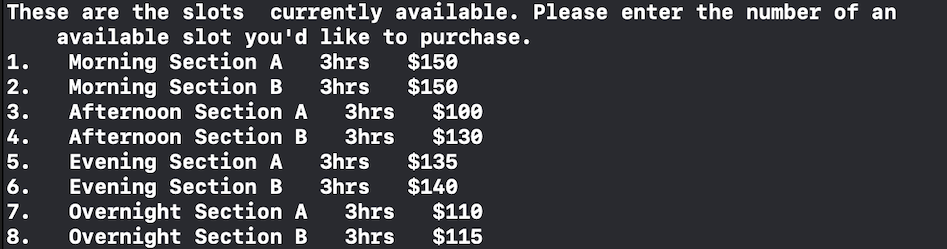 These are the slots  currently available. Please enter the number of an
    available slot you'd like to purchase.
1.   Morning Section A   3hrs   $150
2.   Morning Section B   3hrs   $150
3.   Afternoon Section A   3hrs   $100
4.   Afternoon Section B   3hrs   $130
5.   Evening Section A   3hrs   $135
6.   Evening Section B   3hrs   $140
7.   Overnight Section A   3hrs   $110
8.   Overnight Section B   3hrs   $115